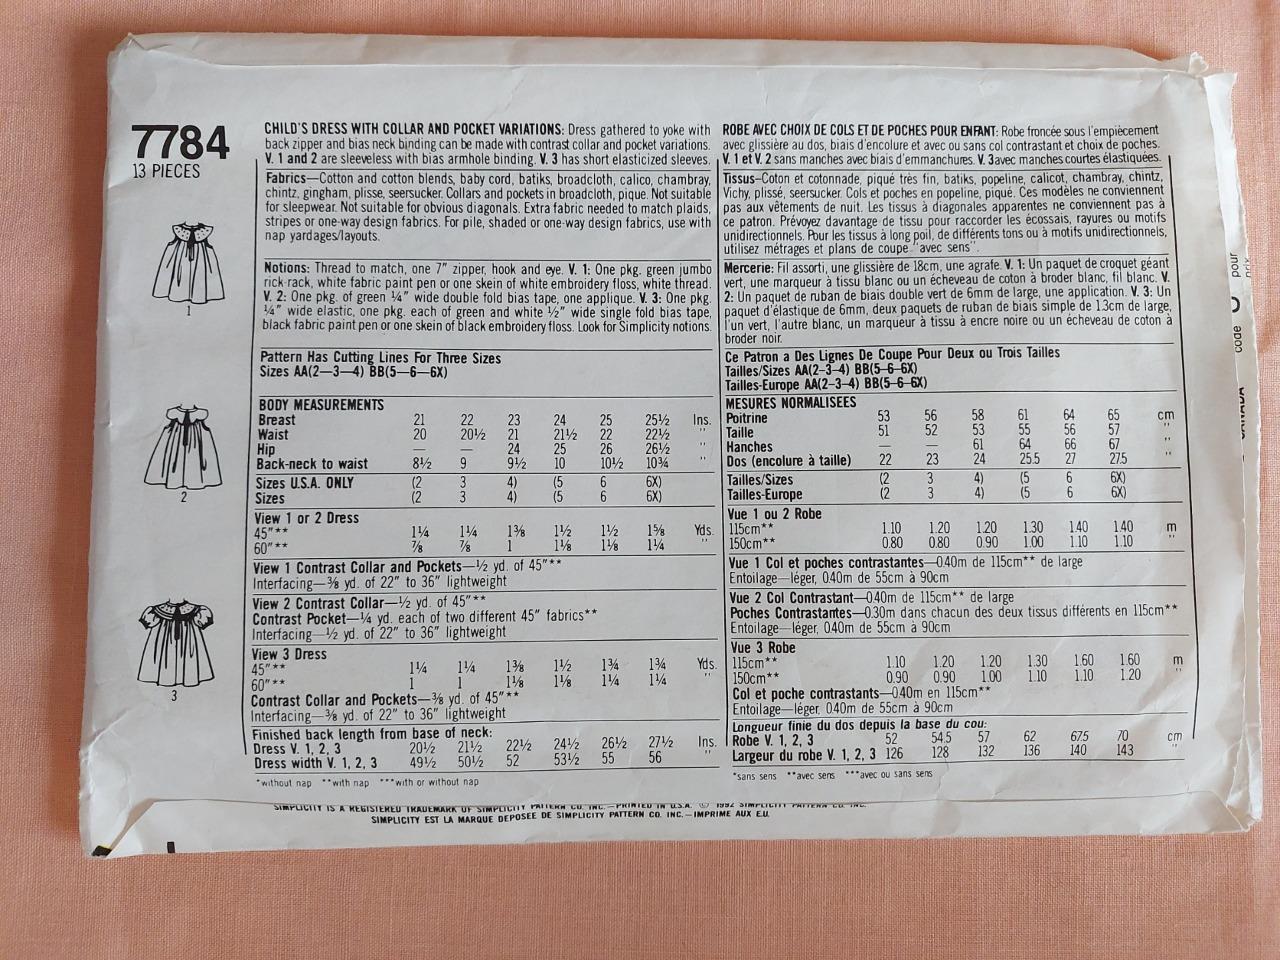 7784
13 PIECES
1
2
3
CHILD'S DRESS WITH COLLAR AND POCKET VARIATIONS: Dress gathered to yoke with
back zipper and bias neck binding can be made with contrast collar and pocket variations.
V. 1 and 2 are sleeveless with bias armhole binding. V. 3 has short elasticized sleeves.
Fabrics—Cotton and cotton blends, baby cord, batiks, broadcloth, calico, chambray,
chintz, gingham, plisse, seersucker. Collars and pockets in broadcloth, pique. Not suitable
for sleepwear. Not suitable for obvious diagonals. Extra fabric needed to match plaids,
stripes or one-way design fabrics. For pile, shaded or one-way design fabrics, use with
nap yardages/layouts.
Notions: Thread to match, one 7" zipper, hook and eye. V. 1: One pkg. green jumbo
rick-rack, white fabric paint pen or one skein of white embroidery floss, white thread.
V. 2: One pkg. of green ¼" wide double fold bias tape, one applique. V. 3: One pkg.
¼" wide elastic, one pkg. each of green and white ½" wide single fold bias tape,
black fabric paint pen or one skein of black embroidery floss. Look for Simplicity notions.
Pattern Has Cutting Lines For Three Sizes
Sizes AA(2—3—4) BB(5—6—6X)
BODY MEASUREMENTS
Breast 21 22 23 24 25 25½ Ins.
Waist 20 20½ 21 21½ 22 22½ "
Hip — — 24 25 26 26½ "
Back-neck to waist 8½ 9 9½ 10 10½ 10¾ "
Sizes U.S.A. ONLY (2 3 4) (5 6 6X)
Sizes (2 3 4) (5 6 6X)
View 1 or 2 Dress
45"** 1¼ 1¼ 1⅜ 1½ 1½ 1⅝ Yds.
60"** ⅞ ⅞ 1 1⅛ 1⅛ 1¼ "
View 1 Contrast Collar and Pockets—½ yd. of 45"**
Interfacing—⅜ yd. of 22" to 36" lightweight
View 2 Contrast Collar—½ yd. of 45"**
Contrast Pocket—¼ yd. each of two different 45" fabrics**
Interfacing—½ yd. of 22" to 36" lightweight
View 3 Dress
45"** 1¼ 1¼ 1⅜ 1½ 1¾ 1¾ Yds.
60"** 1 1 1⅛ 1⅛ 1¼ 1¼ "
Contrast Collar and Pockets—⅜ yd. of 45"**
Interfacing—⅜ yd. of 22" to 36" lightweight
Finished back length from base of neck:
Dress V. 1, 2, 3 20½ 21½ 22½ 24½ 26½ 27½ Ins.
Dress width V. 1, 2, 3 49½ 50½ 52 53½ 55 56 "
*without nap **with nap ***with or without nap
ROBE AVEC CHOIX DE COLS ET DE POCHES POUR ENFANT: Robe froncée sous l'empiècement
avec glissière au dos, biais d'encolure et avec ou sans col contrastant et choix de poches.
V. 1 et V. 2 sans manches avec biais d'emmanchures. V. 3avec manches courtes élastiquées.
Tissus—Coton et cotonnade, piqué très fin, batiks, popeline, calicot, chambray, chintz,
Vichy, plissé, seersucker. Cols et poches en popeline, piqué. Ces modèles ne conviennent
pas aux vêtements de nuit. Les tissus à diagonales apparentes ne conviennent pas à
ce patron. Prévoyez davantage de tissu pour raccorder les écossais, rayures ou motifs
unidirectionnels. Pour les tissus à long poil, de différents tons ou à motifs unidirectionnels,
utilisez métrages et plans de coupe "avec sens".
Mercerie: Fil assorti, une glissière de 18cm, une agrafe. V. 1: Un paquet de croquet géant
vert, une marqueur à tissu blanc ou un écheveau de coton à broder blanc, fil blanc. V.
2: Un paquet de ruban de biais double vert de 6mm de large, une application. V. 3: Un
paquet d'élastique de 6mm, deux paquets de ruban de biais simple de 1.3cm de large,
l'un vert, l'autre blanc, un marqueur à tissu à encre noire ou un écheveau de coton à
broder noir.
Ce Patron a Des Lignes De Coupe Pour Deux ou Trois Tailles
Tailles/Sizes AA(2-3-4) BB(5-6-6X)
Tailles-Europe AA(2-3-4) BB(5-6-6X)
MESURES NORMALISEES
Poitrine 53 56 58 61 64 65 cm
Taille 51 52 53 55 56 57 "
Hanches — — 61 64 66 67 "
Dos (encolure à taille) 22 23 24 25.5 27 27.5 "
Tailles/Sizes (2 3 4) (5 6 6X)
Tailles-Europe (2 3 4) (5 6 6X)
Vue 1 ou 2 Robe
115cm** 1.10 1.20 1.20 1.30 1.40 1.40 m
150cm** 0.80 0.80 0.90 1.00 1.10 1.10 "
Vue 1 Col et poches contrastantes—0.40m de 115cm** de large
Entoilage—léger, 0.40m de 55cm à 90cm
Vue 2 Col Contrastant—0.40m de 115cm** de large
Poches Contrastantes—0.30m dans chacun des deux tissus différents en 115cm**
Entoilage—léger, 0.40m de 55cm à 90cm
Vue 3 Robe
115cm** 1.10 1.20 1.20 1.30 1.60 1.60 m
150cm** 0.90 0.90 1.00 1.10 1.10 1.20 "
Col et poche contrastants—0.40m en 115cm**
Entoilage—léger, 0.40m de 55cm à 90cm
Longueur finie du dos depuis la base du cou:
Robe V. 1, 2, 3 52 54.5 57 62 67.5 70 cm
Largeur du robe V. 1, 2, 3 126 128 132 136 140 143 "
*sans sens **avec sens ***avec ou sans sens
SIMPLICITY IS A REGISTERED TRADEMARK OF SIMPLICITY PATTERN CO. INC.—PRINTED IN U.S.A. © 1992 SIMPLICITY PATTERN CO. INC.
SIMPLICITY EST LA MARQUE DEPOSEE DE SIMPLICITY PATTERN CO. INC.—IMPRIME AUX E.U.
pour
prix
code
CANADA